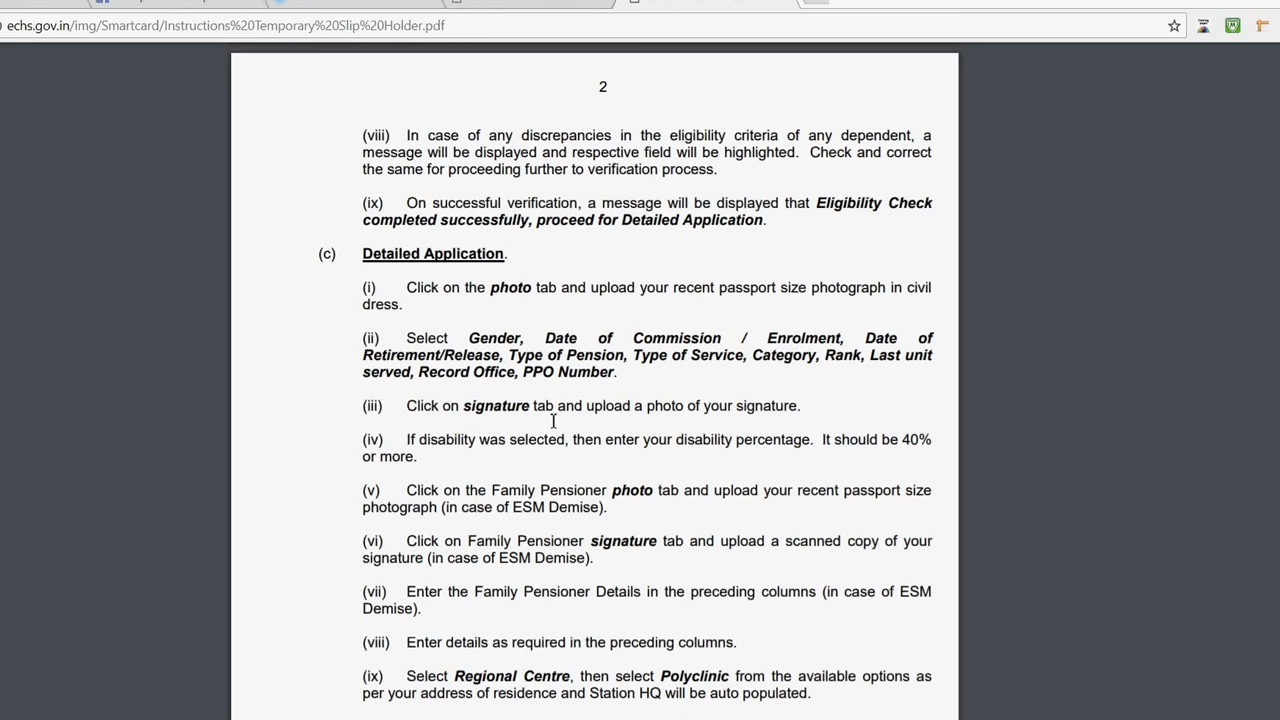 echs.gov.in/img/Smartcard/Instructions%20Temporary%20Slip%20Holder.pdf
2
(viii) In case of any discrepancies in the eligibility criteria of any dependent, a
message will be displayed and respective field will be highlighted. Check and correct
the same for proceeding further to verification process.
(ix) On successful verification, a message will be displayed that Eligibility Check
completed successfully, proceed for Detailed Application.
(c) Detailed Application.
(i) Click on the photo tab and upload your recent passport size photograph in civil
dress.
(ii) Select Gender, Date of Commission / Enrolment, Date of
Retirement/Release, Type of Pension, Type of Service, Category, Rank, Last unit
served, Record Office, PPO Number.
(iii) Click on signature tab and upload a photo of your signature.
(iv) If disability was selected, then enter your disability percentage. It should be 40%
or more.
(v) Click on the Family Pensioner photo tab and upload your recent passport size
photograph (in case of ESM Demise).
(vi) Click on Family Pensioner signature tab and upload a scanned copy of your
signature (in case of ESM Demise).
(vii) Enter the Family Pensioner Details in the preceding columns (in case of ESM
Demise).
(viii) Enter details as required in the preceding columns.
(ix) Select Regional Centre, then select Polyclinic from the available options as
per your address of residence and Station HQ will be auto populated.